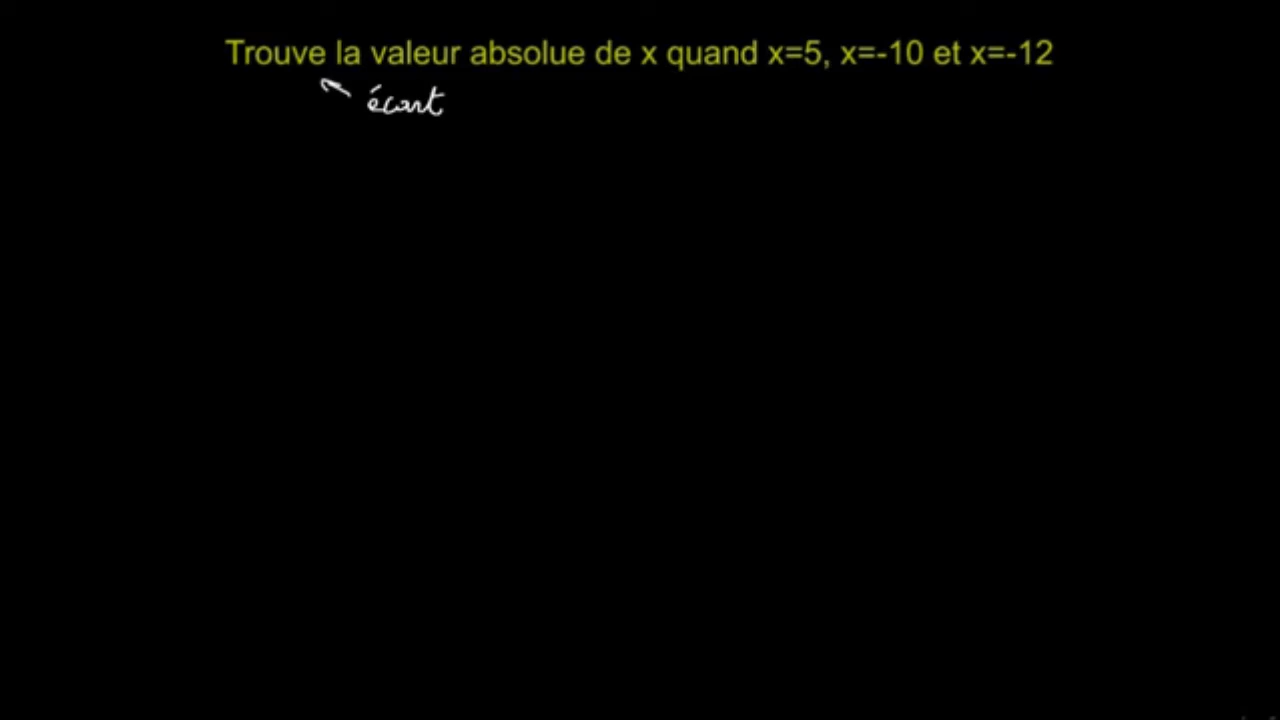 Trouve la valeur absolue de x quand x=5, x=-10 et x=-12
écart